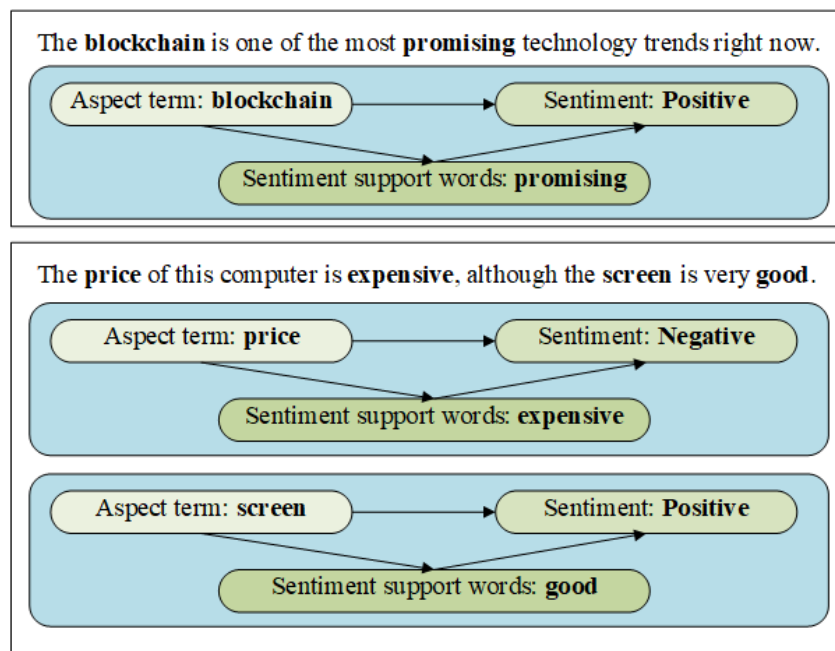 The blockchain is one of the most promising technology trends right now.
Aspect term: blockchain
Sentiment: Positive
Sentiment support words: promising
The price of this computer is expensive, although the screen is very good.
Aspect term: price
Sentiment: Negative
Sentiment support words: expensive
Aspect term: screen
Sentiment: Positive
Sentiment support words: good